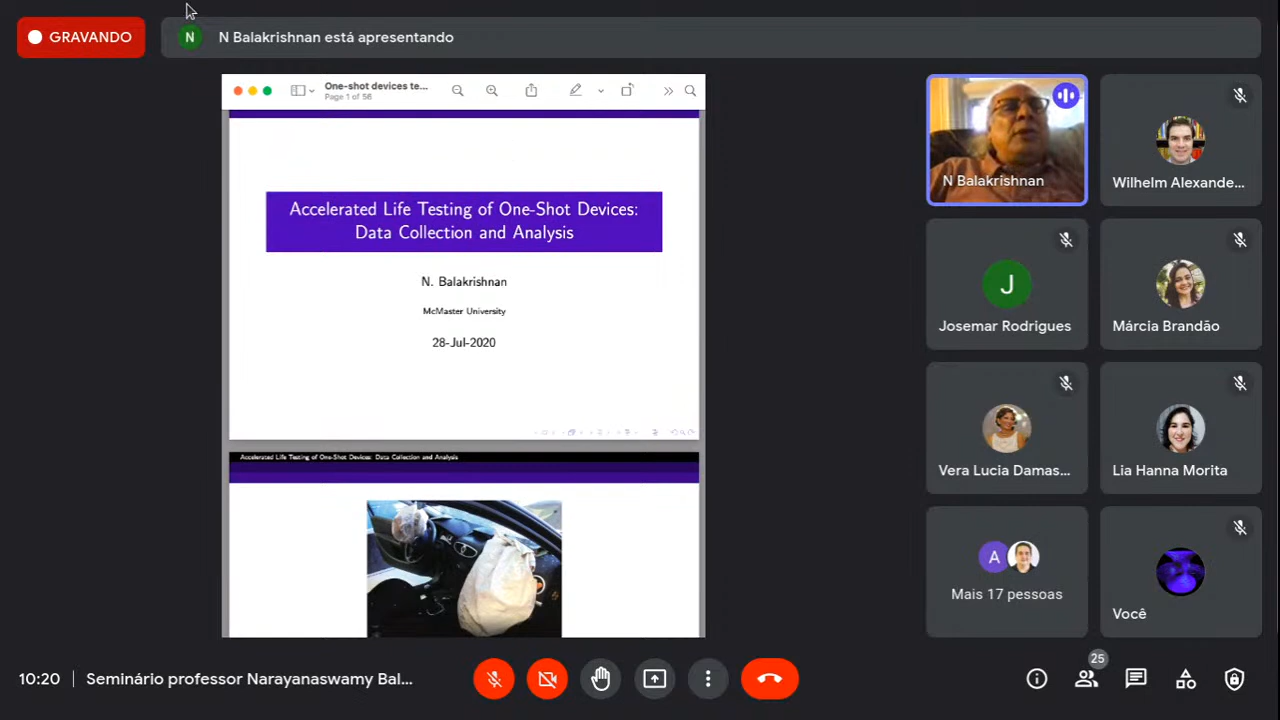 GRAVANDO
N
N Balakrishnan está apresentando
One-shot devices te...
Page 1 of 56
Accelerated Life Testing of One-Shot Devices:
Data Collection and Analysis
N. Balakrishnan
McMaster University
28-Jul-2020
Accelerated Life Testing of One-Shot Devices: Data Collection and Analysis
N Balakrishnan
Wilhelm Alexande...
J
Josemar Rodrigues
Márcia Brandão
Vera Lucia Damas...
Lia Hanna Morita
A
Mais 17 pessoas
Você
10:20
Seminário professor Narayanaswamy Bal...
25